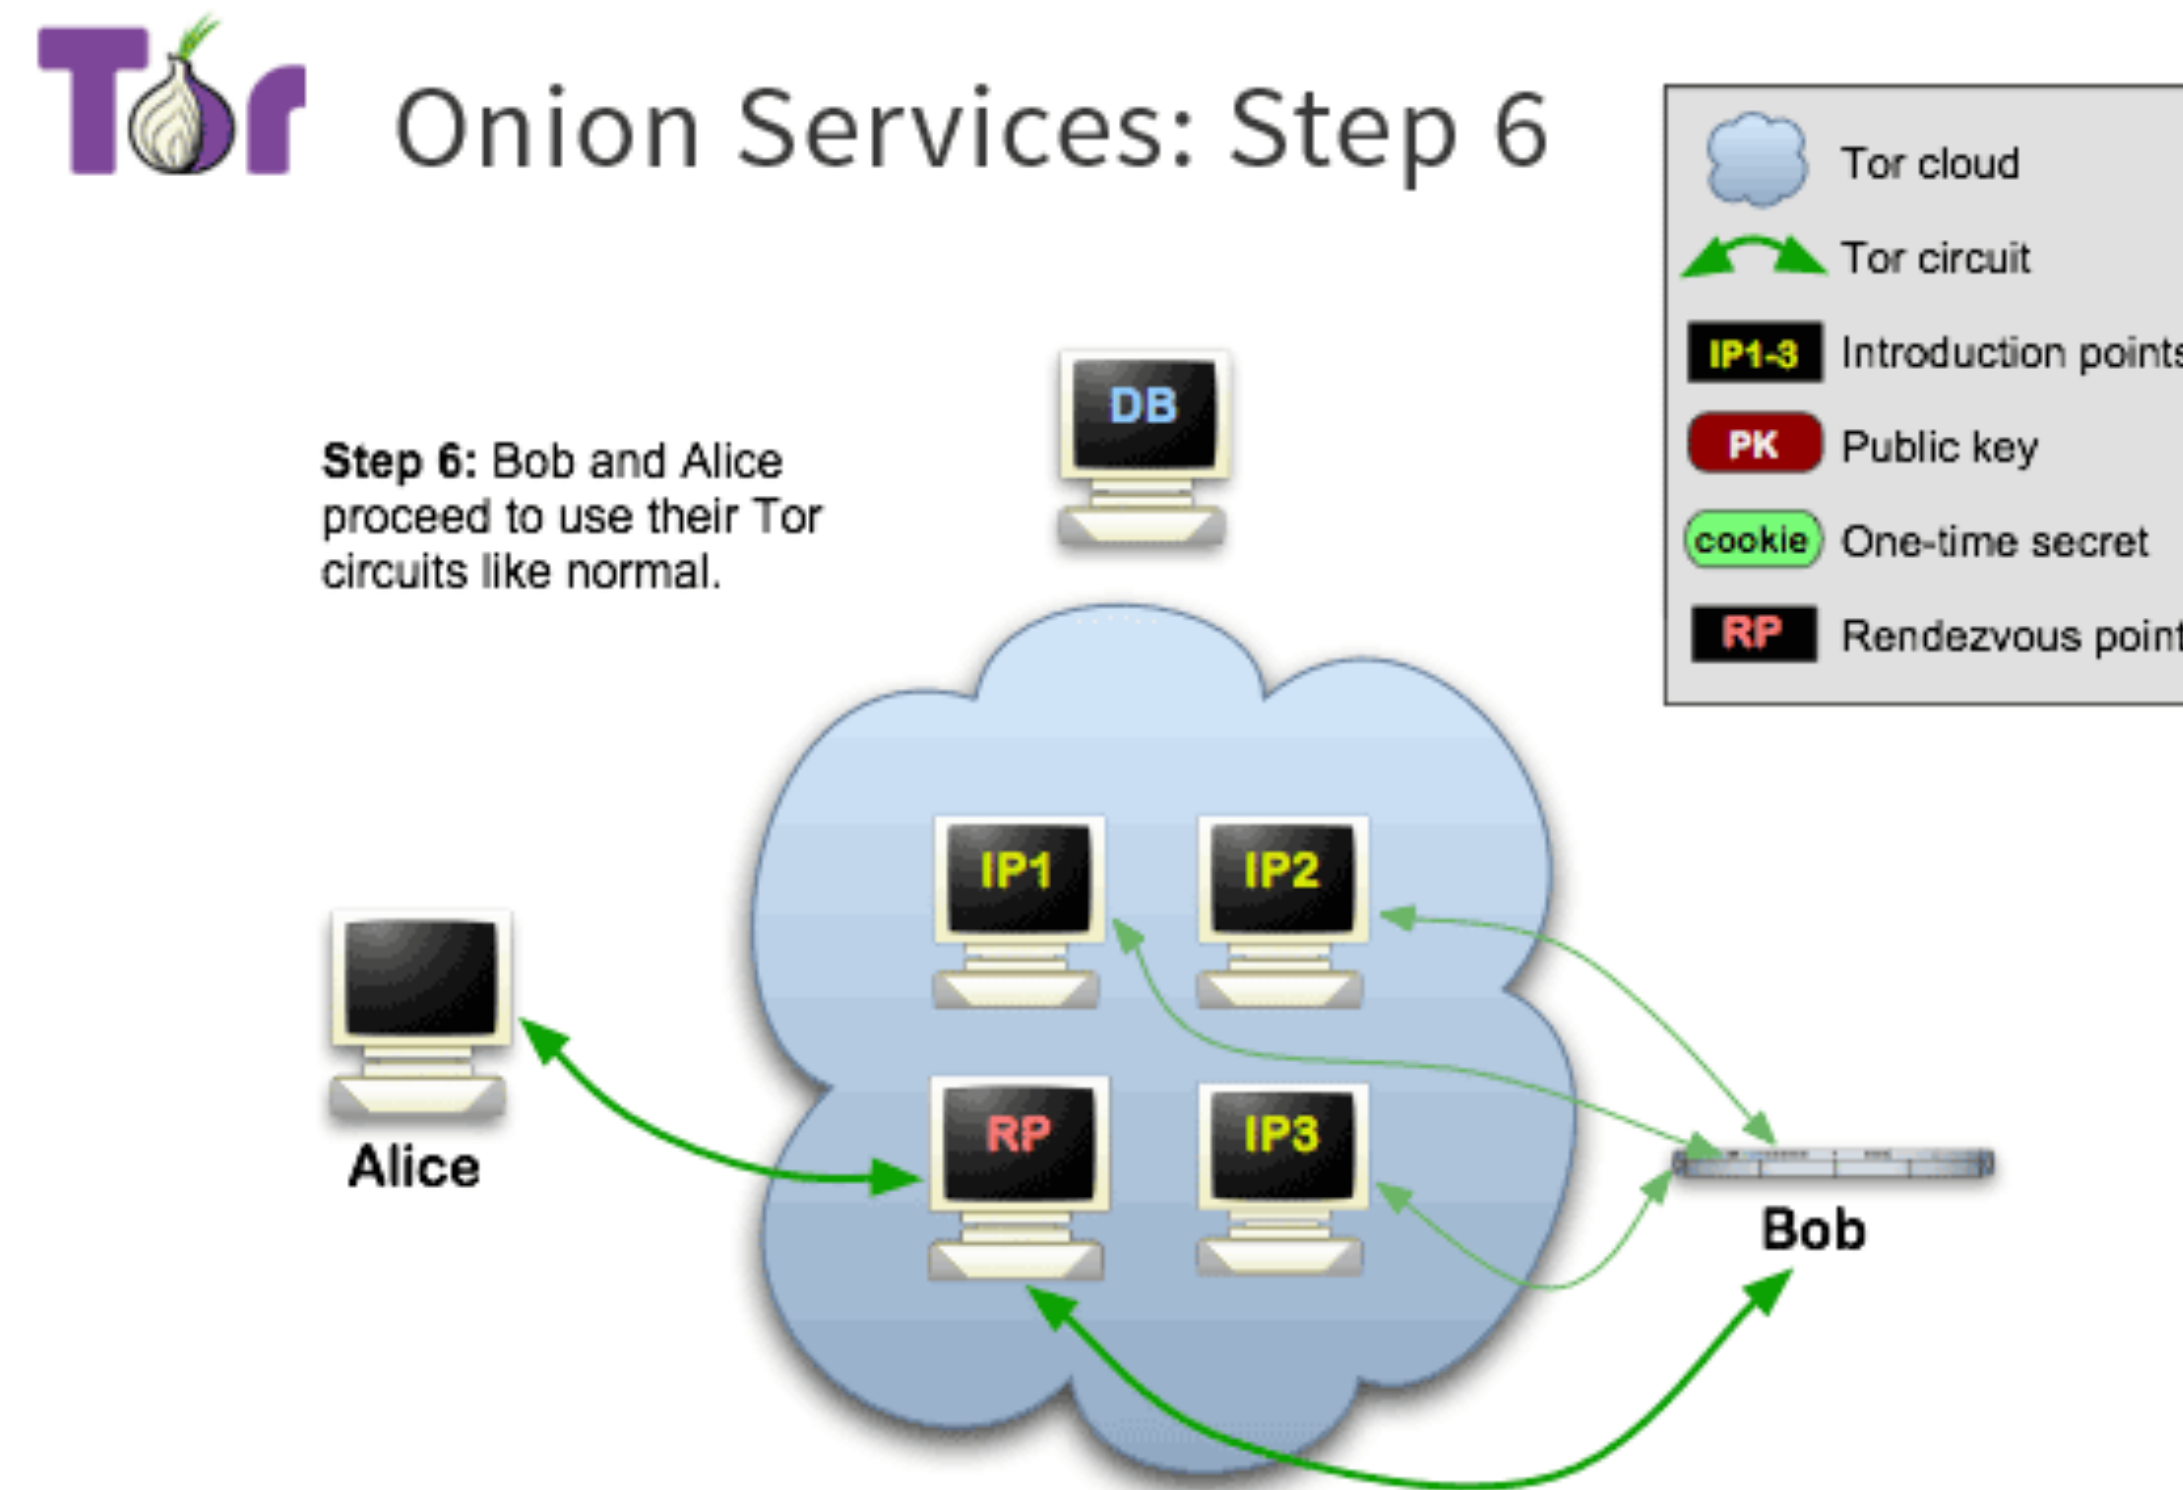 Tor
Onion Services: Step 6
Tor cloud
Tor circuit
IP1-3 Introduction points
PK Public key
cookie One-time secret
RP Rendezvous point
DB
Step 6: Bob and Alice
proceed to use their Tor
circuits like normal.
IP1
IP2
RP
IP3
Alice
Bob